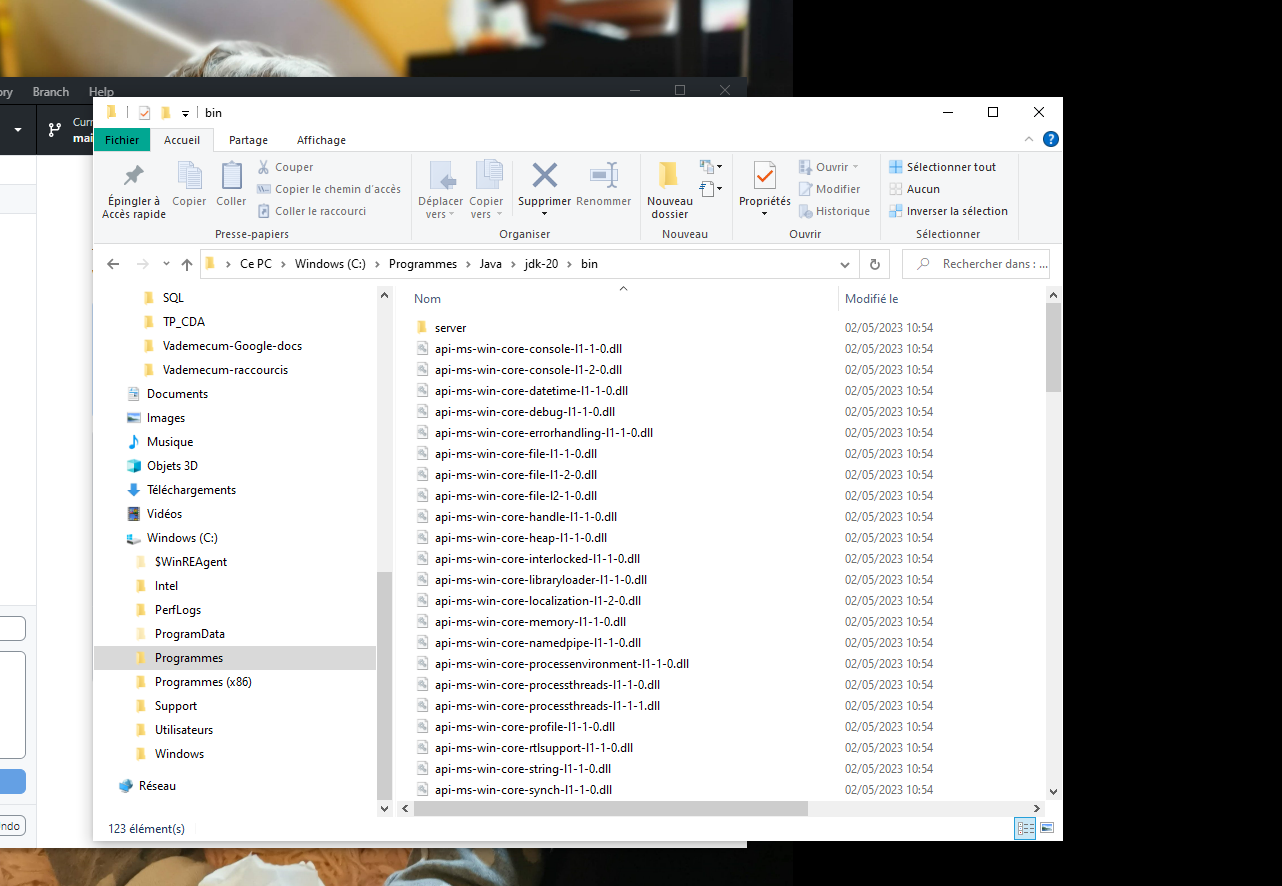 ory Branch Help
Curr
mai
bin
Fichier Accueil Partage Affichage
Épingler à Accès rapide
Copier
Coller
Couper
Copier le chemin d'accès
Coller le raccourci
Presse-papiers
Déplacer vers
Copier vers
Supprimer
Renommer
Organiser
Nouveau dossier
Nouveau
Propriétés
Ouvrir
Modifier
Historique
Ouvrir
Sélectionner tout
Aucun
Inverser la sélection
Sélectionner
Ce PC > Windows (C:) > Programmes > Java > jdk-20 > bin
Rechercher dans : ...
SQL
TP_CDA
Vademecum-Google-docs
Vademecum-raccourcis
Documents
Images
Musique
Objets 3D
Téléchargements
Vidéos
Windows (C:)
$WinREAgent
Intel
PerfLogs
ProgramData
Programmes
Programmes (x86)
Support
Utilisateurs
Windows
Réseau
Nom Modifié le
server 02/05/2023 10:54
api-ms-win-core-console-l1-1-0.dll 02/05/2023 10:54
api-ms-win-core-console-l1-2-0.dll 02/05/2023 10:54
api-ms-win-core-datetime-l1-1-0.dll 02/05/2023 10:54
api-ms-win-core-debug-l1-1-0.dll 02/05/2023 10:54
api-ms-win-core-errorhandling-l1-1-0.dll 02/05/2023 10:54
api-ms-win-core-file-l1-1-0.dll 02/05/2023 10:54
api-ms-win-core-file-l1-2-0.dll 02/05/2023 10:54
api-ms-win-core-file-l2-1-0.dll 02/05/2023 10:54
api-ms-win-core-handle-l1-1-0.dll 02/05/2023 10:54
api-ms-win-core-heap-l1-1-0.dll 02/05/2023 10:54
api-ms-win-core-interlocked-l1-1-0.dll 02/05/2023 10:54
api-ms-win-core-libraryloader-l1-1-0.dll 02/05/2023 10:54
api-ms-win-core-localization-l1-2-0.dll 02/05/2023 10:54
api-ms-win-core-memory-l1-1-0.dll 02/05/2023 10:54
api-ms-win-core-namedpipe-l1-1-0.dll 02/05/2023 10:54
api-ms-win-core-processenvironment-l1-1-0.dll 02/05/2023 10:54
api-ms-win-core-processthreads-l1-1-0.dll 02/05/2023 10:54
api-ms-win-core-processthreads-l1-1-1.dll 02/05/2023 10:54
api-ms-win-core-profile-l1-1-0.dll 02/05/2023 10:54
api-ms-win-core-rtlsupport-l1-1-0.dll 02/05/2023 10:54
api-ms-win-core-string-l1-1-0.dll 02/05/2023 10:54
api-ms-win-core-synch-l1-1-0.dll 02/05/2023 10:54
ndo
123 élément(s)